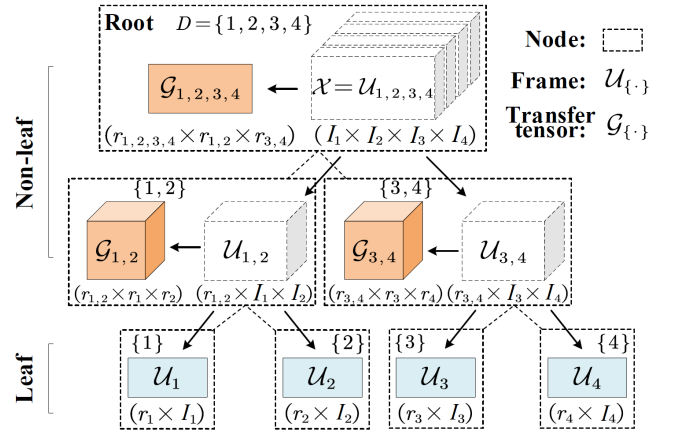 Root D={1,2,3,4}
𝒢₁,₂,₃,₄
𝒳=𝒰₁,₂,₃,₄
(r₁,₂,₃,₄×r₁,₂×r₃,₄)
(I₁×I₂×I₃×I₄)
Node:
Frame: 𝒰{·}
Transfer
tensor: 𝒢{·}
Non-leaf
{1,2}
𝒢₁,₂
𝒰₁,₂
(r₁,₂×r₁×r₂)
(r₁,₂×I₁×I₂)
{3,4}
𝒢₃,₄
𝒰₃,₄
(r₃,₄×r₃×r₄)
(r₃,₄×I₃×I₄)
Leaf
{1}
𝒰₁
(r₁×I₁)
{2}
𝒰₂
(r₂×I₂)
{3}
𝒰₃
(r₃×I₃)
{4}
𝒰₄
(r₄×I₄)